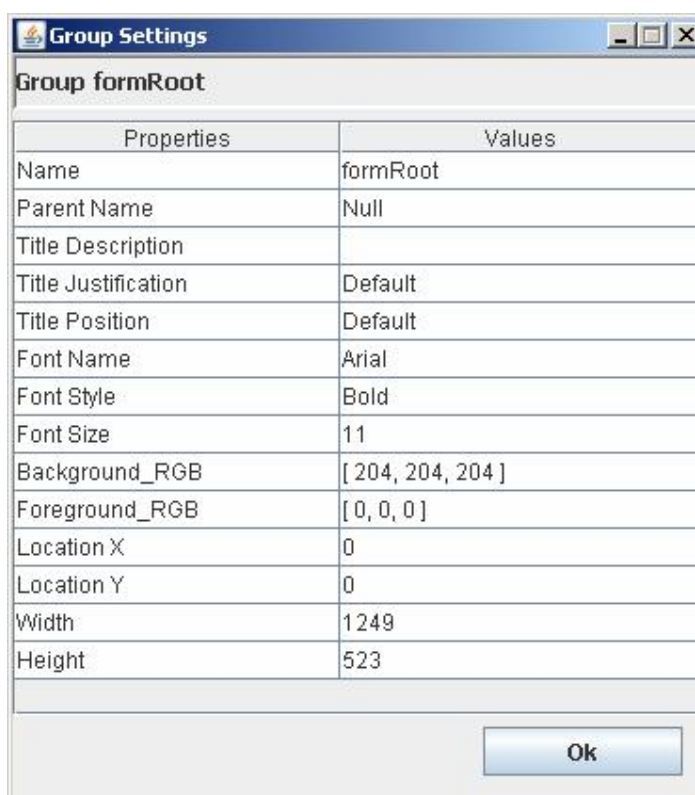 Group Settings
Group formRoot
Properties Values
Name formRoot
Parent Name Null
Title Description
Title Justification Default
Title Position Default
Font Name Arial
Font Style Bold
Font Size 11
Background_RGB [ 204, 204, 204 ]
Foreground_RGB [ 0, 0, 0 ]
Location X 0
Location Y 0
Width 1249
Height 523
Ok